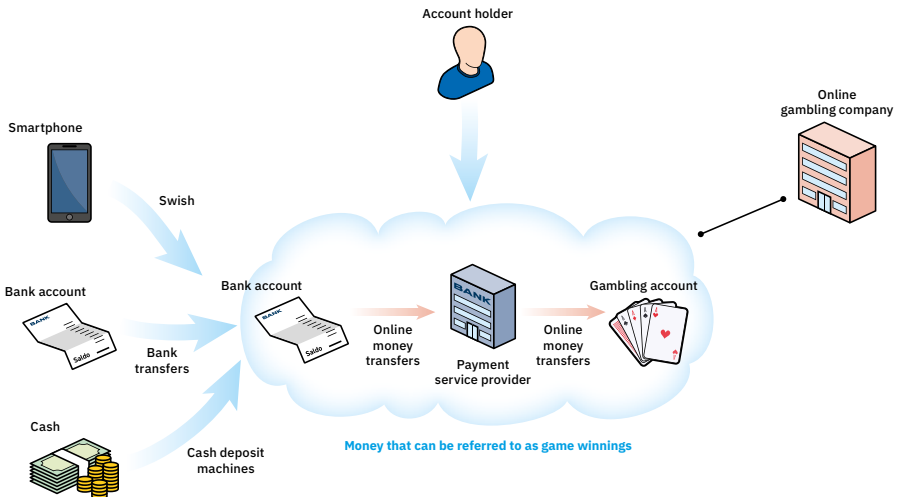 Account holder
Online
gambling company
Smartphone
Swish
Bank account
BANK
Saldo
Bank
transfers
Bank account
BANK
Saldo
Online
money
transfers
BANK
Payment
service provider
Online
money
transfers
Gambling account
Cash
Cash deposit
machines
Money that can be referred to as game winnings